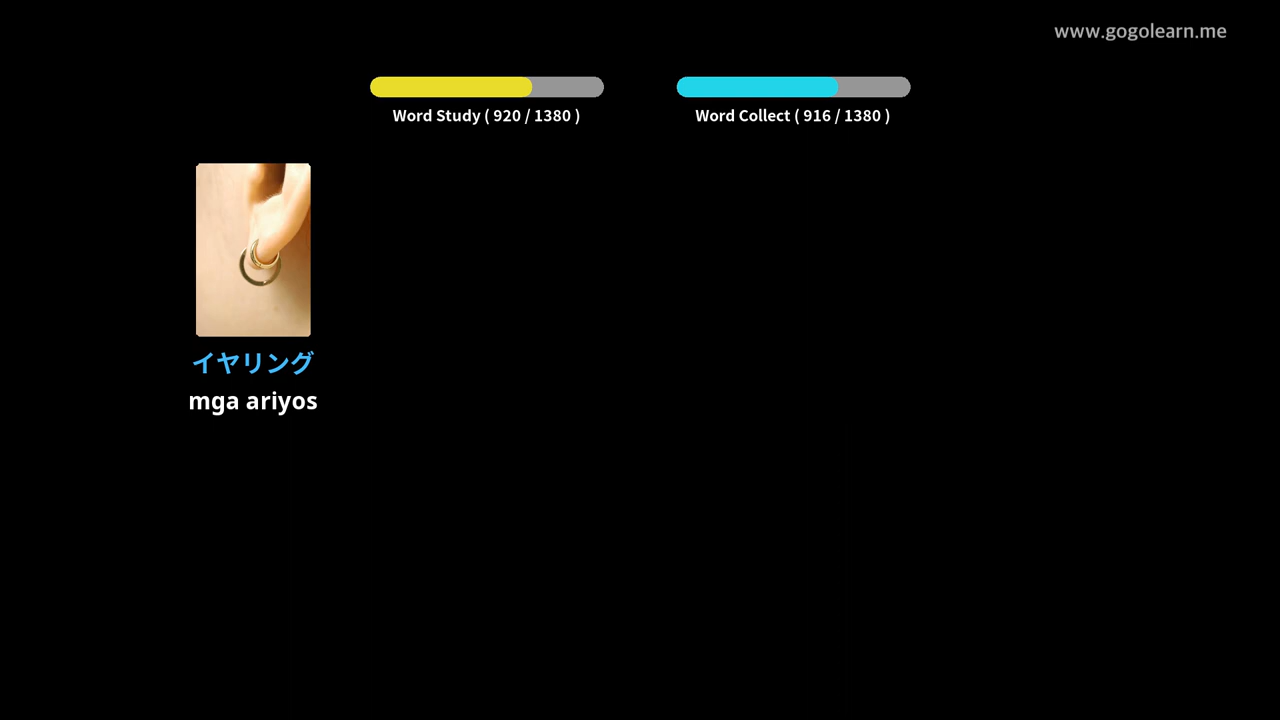 www.gogolearn.me
Word Study ( 920 / 1380 )
Word Collect ( 916 / 1380 )
イヤリング
mga ariyos